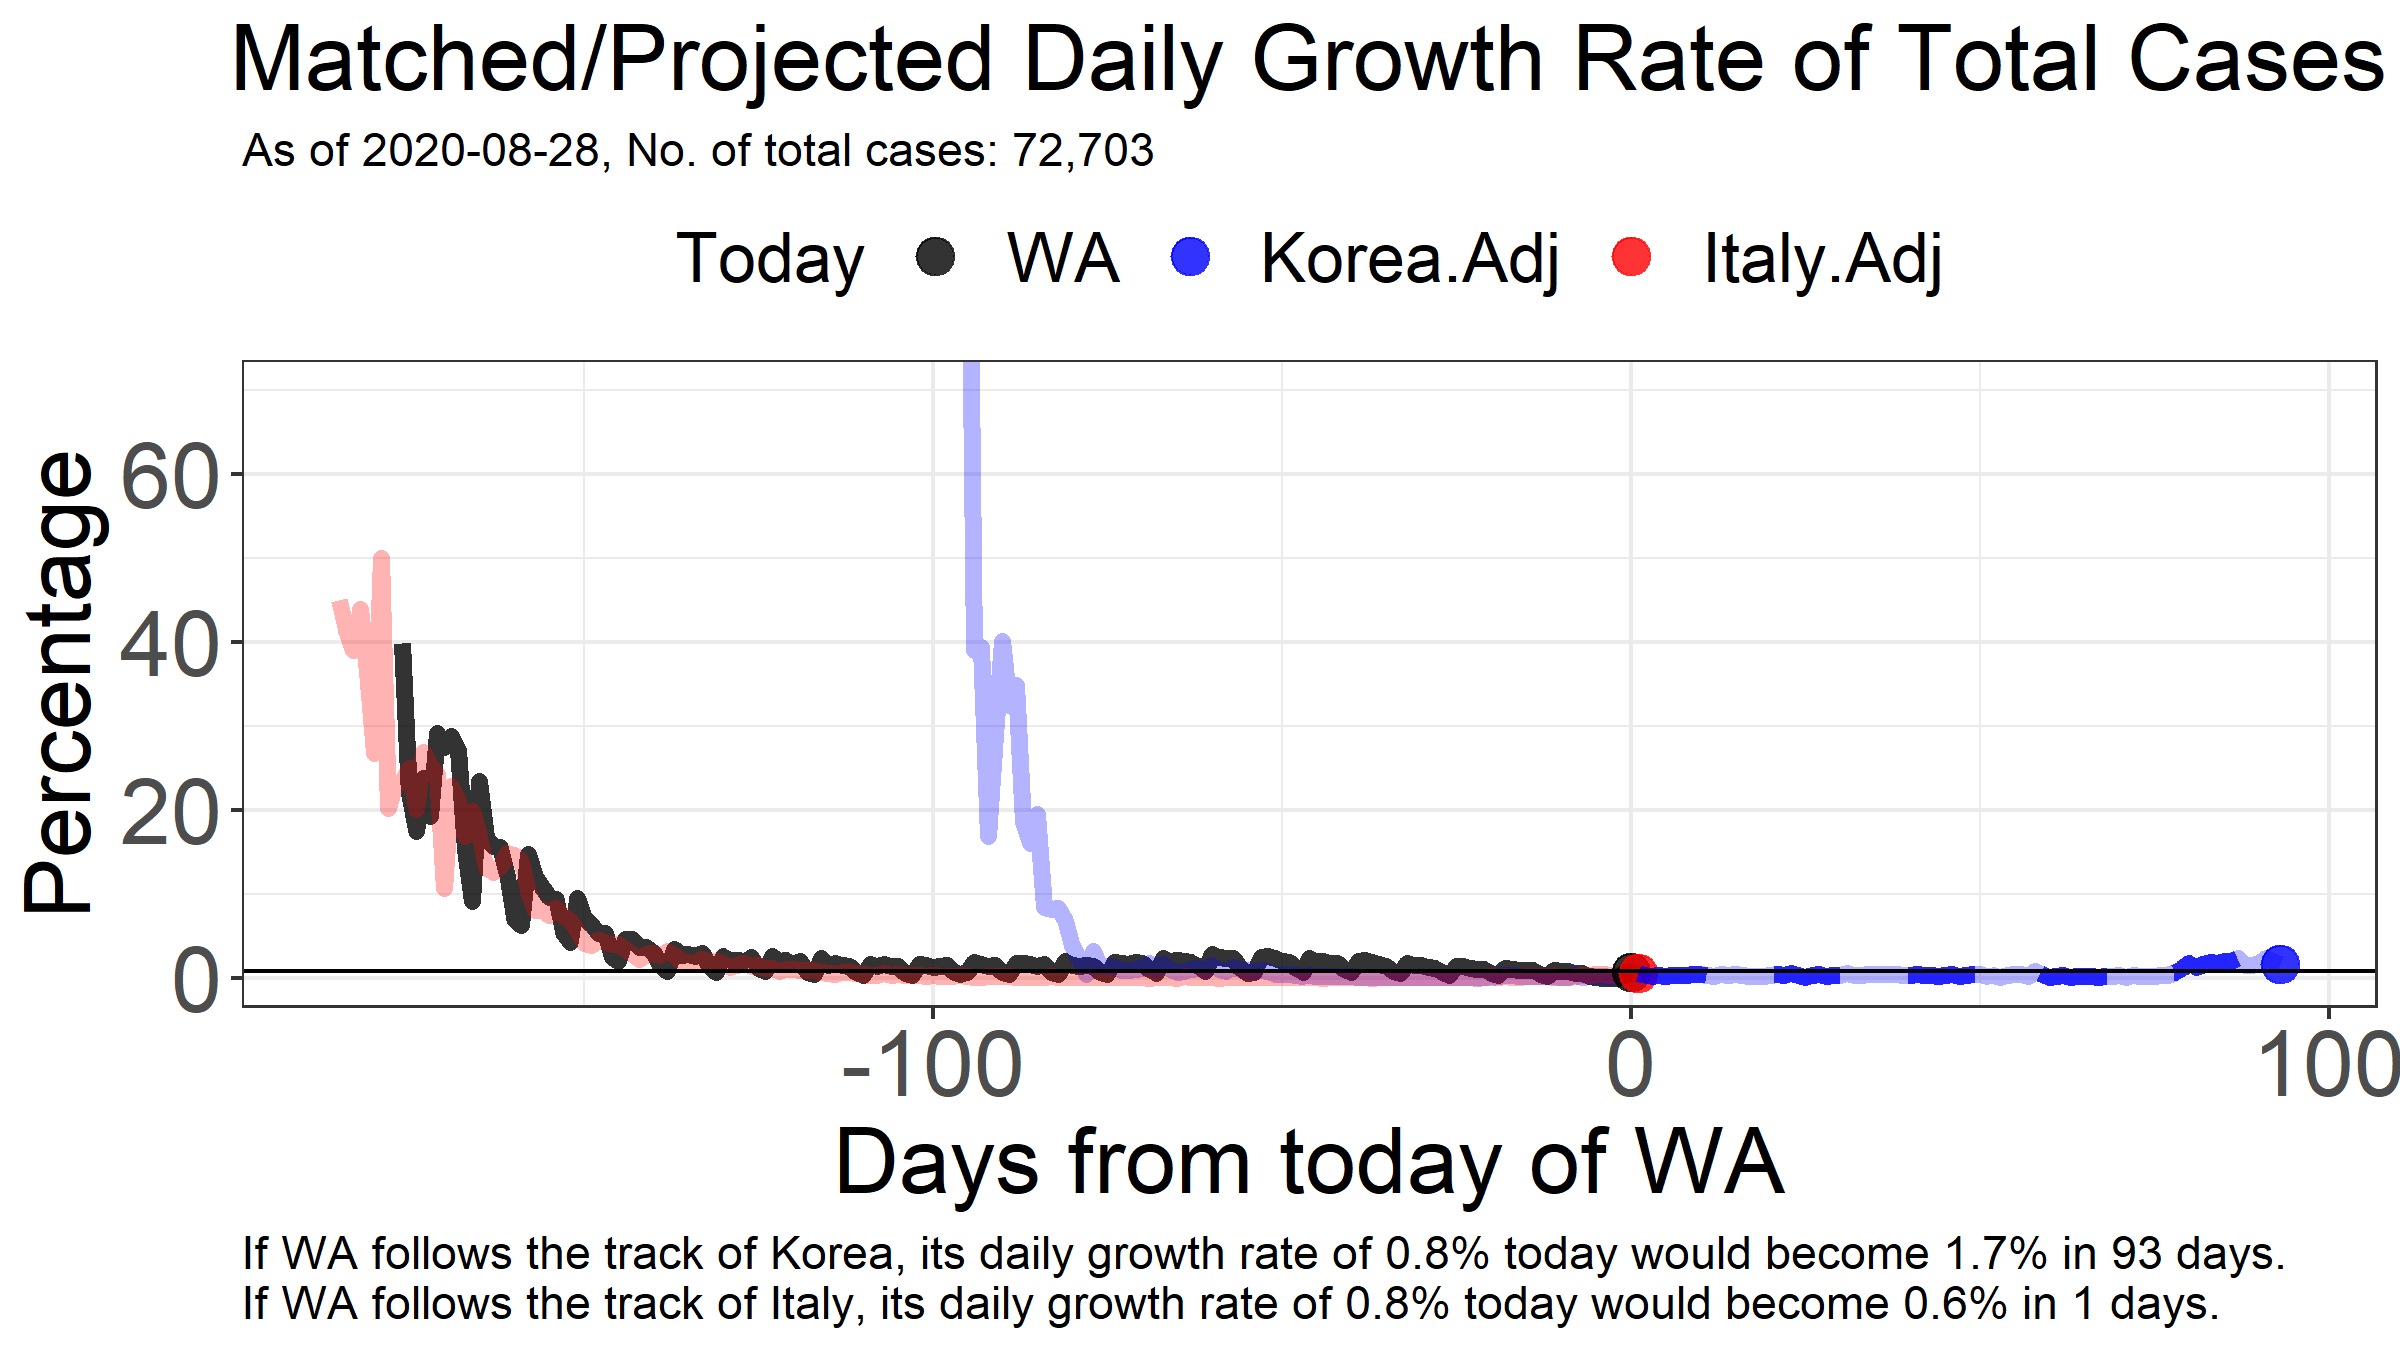 Matched/Projected Daily Growth Rate of Total Cases
As of 2020-08-28, No. of total cases: 72,703
Today WA Korea.Adj Italy.Adj
Percentage
60
40
20
0
-100 0 100
Days from today of WA
If WA follows the track of Korea, its daily growth rate of 0.8% today would become 1.7% in 93 days.
If WA follows the track of Italy, its daily growth rate of 0.8% today would become 0.6% in 1 days.